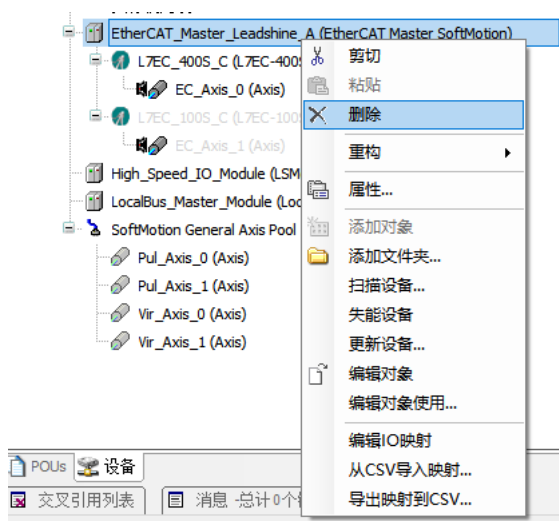 EtherCAT_Master_Leadshine_A (EtherCAT Master SoftMotion)
L7EC_400S_C (L7EC-400S
EC_Axis_0 (Axis)
L7EC_100S_C (L7EC-100S
EC_Axis_1 (Axis)
High_Speed_IO_Module (LSM
LocalBus_Master_Module (Loc
SoftMotion General Axis Pool
Pul_Axis_0 (Axis)
Pul_Axis_1 (Axis)
Vir_Axis_0 (Axis)
Vir_Axis_1 (Axis)
剪切
粘贴
删除
重构
属性...
添加对象
添加文件夹...
扫描设备...
失能设备
更新设备...
编辑对象
编辑对象使用...
编辑IO映射
从CSV导入映射...
导出映射到CSV...
POUs 设备
交叉引用列表 消息 -总计0个